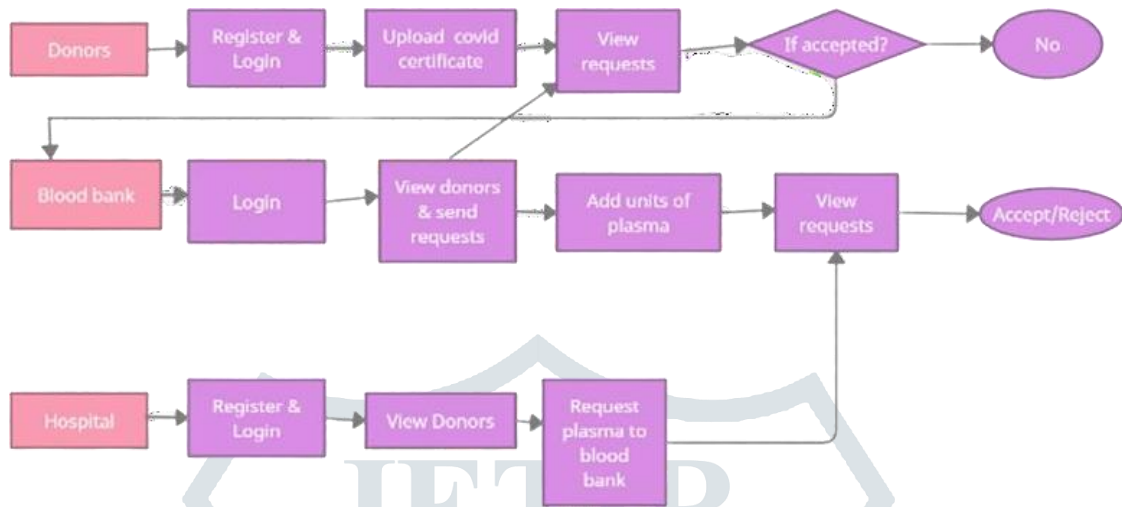 Donors
Register &
Login
Upload covid
certificate
View
requests
If accepted?
No
Blood bank
Login
View donors
& send
requests
Add units of
plasma
View
requests
Accept/Reject
Hospital
Register &
Login
View Donors
Request
plasma to
blood
bank